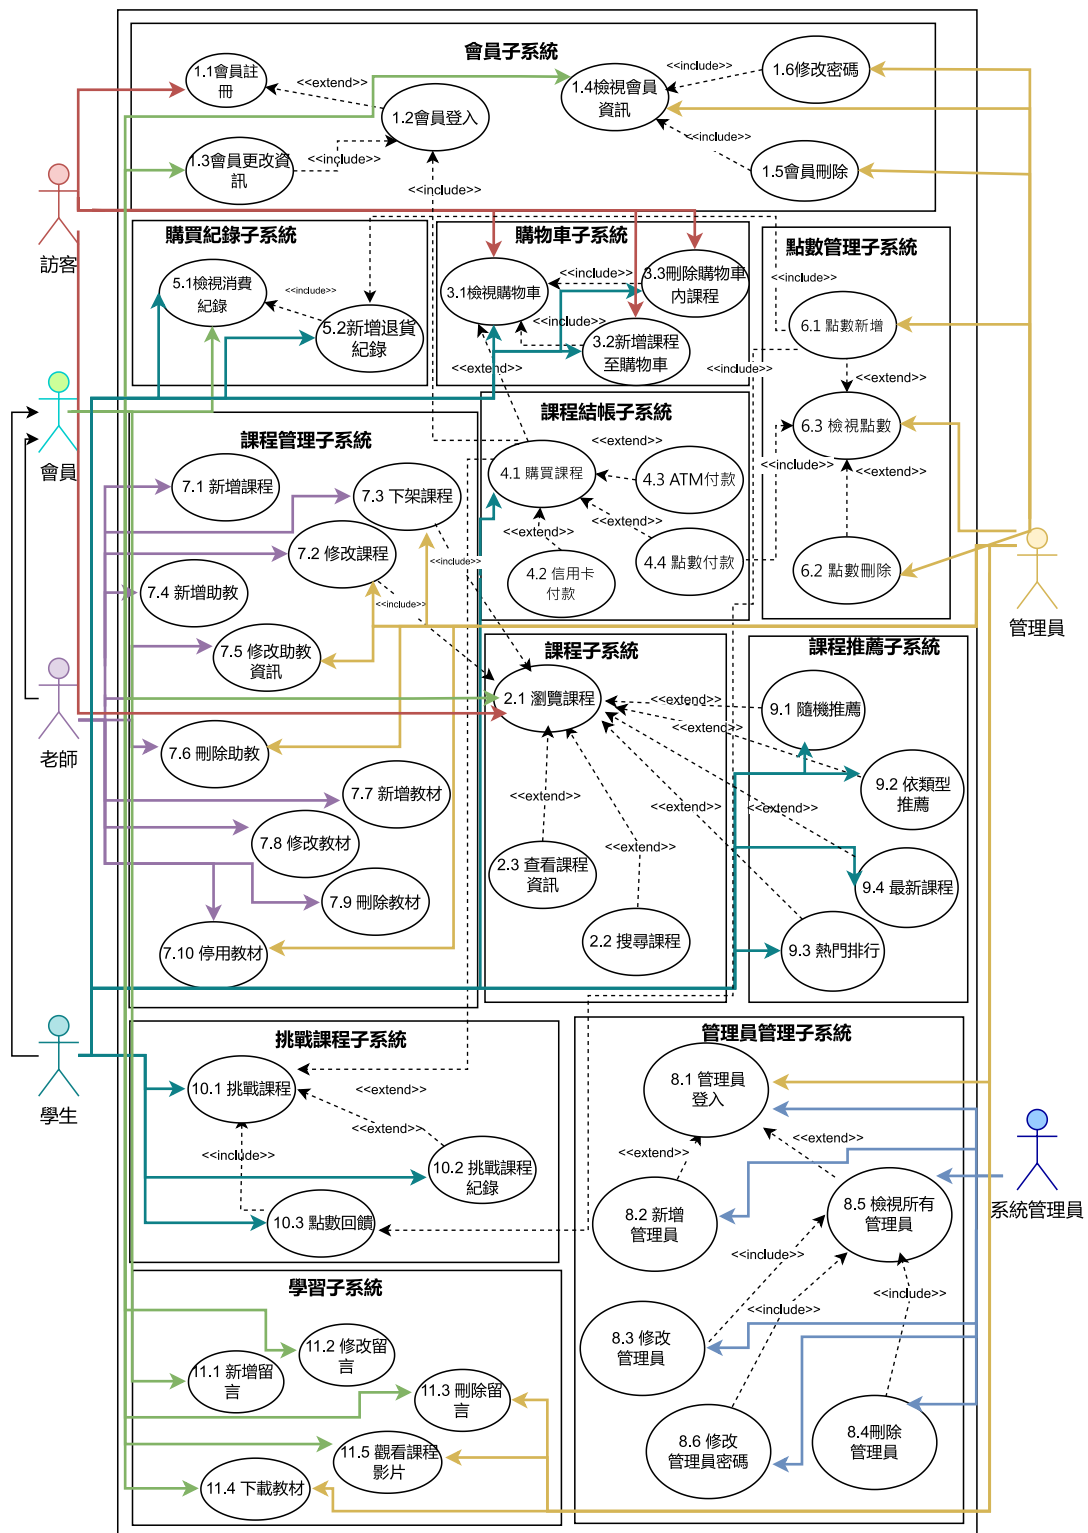 會員子系統
1.1會員註
冊
<<extend>>
1.2會員登入
1.3會員更改資
訊
<<include>>
<<include>>
1.4檢視會員
資訊
<<include>>
1.6修改密碼
<<include>>
1.5會員刪除
訪客
購買紀錄子系統
5.1檢視消費
紀錄
<<include>>
5.2新增退貨
紀錄
購物車子系統
3.1檢視購物車
<<include>>
3.3刪除購物車
內課程
<<include>>
3.2新增課程
至購物車
<<extend>>
點數管理子系統
<<include>>
6.1 點數新增
<<include>>
<<extend>>
6.3 檢視點數
<<include>>
<<extend>>
6.2 點數刪除
會員
課程管理子系統
7.1 新增課程
7.3 下架課程
7.2 修改課程
<<include>>
<<include>>
7.4 新增助教
7.5 修改助教
資訊
7.6 刪除助教
7.7 新增教材
7.8 修改教材
7.9 刪除教材
7.10 停用教材
課程結帳子系統
<<extend>>
4.1 購買課程
4.3 ATM付款
<<extend>>
<<extend>>
4.4 點數付款
4.2 信用卡
付款
管理員
老師
課程子系統
2.1 瀏覽課程
<<extend>>
<<extend>>
2.3 查看課程
資訊
2.2 搜尋課程
課程推薦子系統
<<extend>>
9.1 隨機推薦
<<extend>>
9.2 依類型
推薦
<<extend>>
<<extend>>
9.4 最新課程
9.3 熱門排行
學生
挑戰課程子系統
10.1 挑戰課程
<<extend>>
<<extend>>
<<include>>
10.2 挑戰課程
紀錄
10.3 點數回饋
管理員管理子系統
8.1 管理員
登入
<<extend>>
<<extend>>
8.2 新增
管理員
8.5 檢視所有
管理員
<<include>>
<<include>>
<<include>>
8.3 修改
管理員
8.6 修改
管理員密碼
8.4刪除
管理員
系統管理員
學習子系統
11.2 修改留
言
11.1 新增留
言
11.3 刪除留
言
11.5 觀看課程
影片
11.4 下載教材